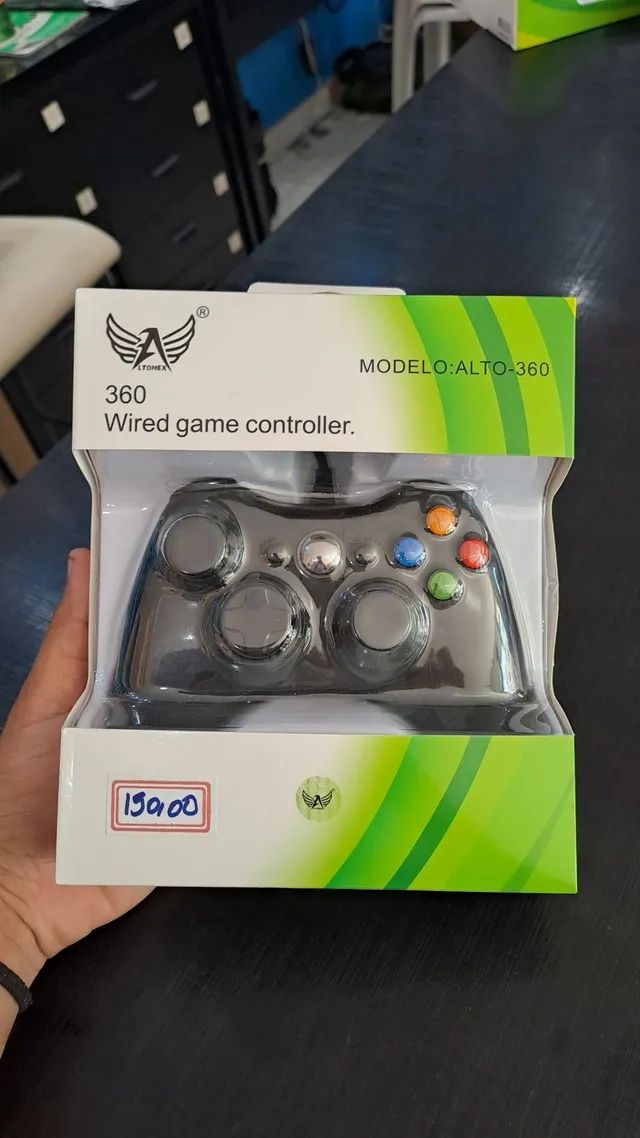 ®
ALTOMEX
MODELO:ALTO-360
360
Wired game controller.
150,00